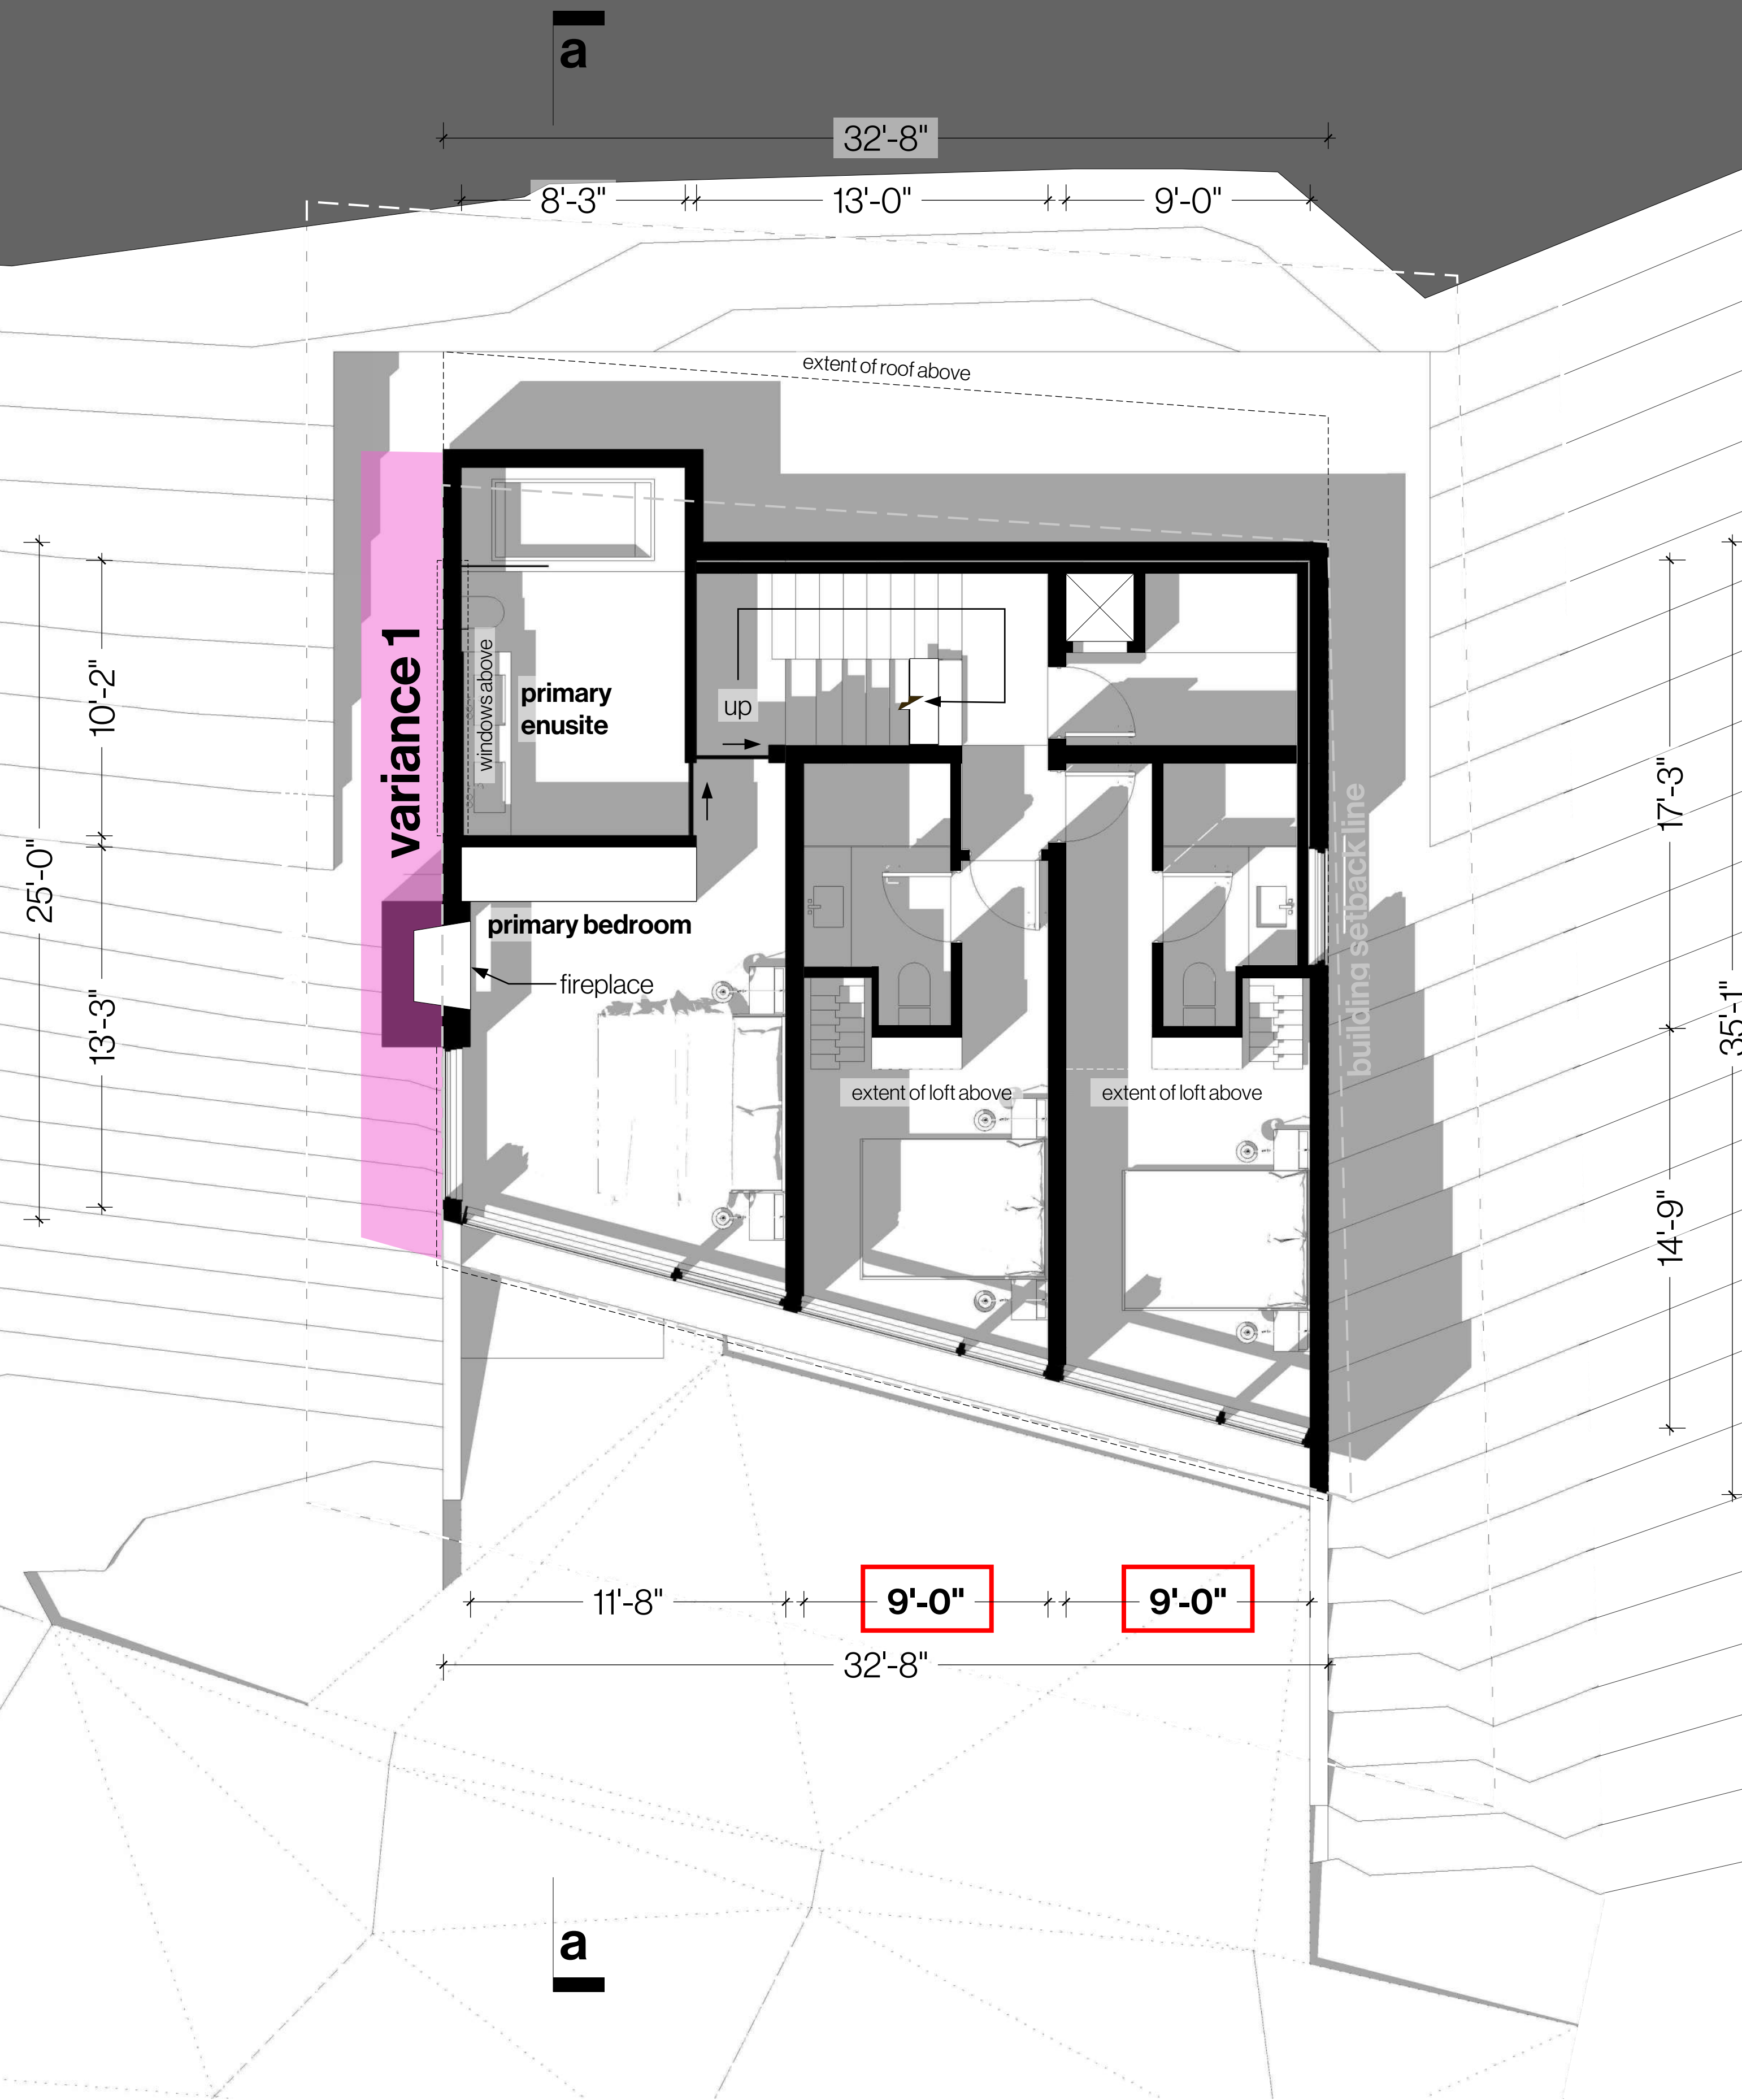 a
32'-8"
8'-3"
13'-0"
9'-0"
extent of roof above
variance 1
windows above
primary
enusite
up
10'-2"
25'-0"
13'-3"
17'-3"
35'-1"
14'-9"
building setback line
primary bedroom
fireplace
extent of loft above
extent of loft above
11'-8"
9'-0"
9'-0"
32'-8"
a